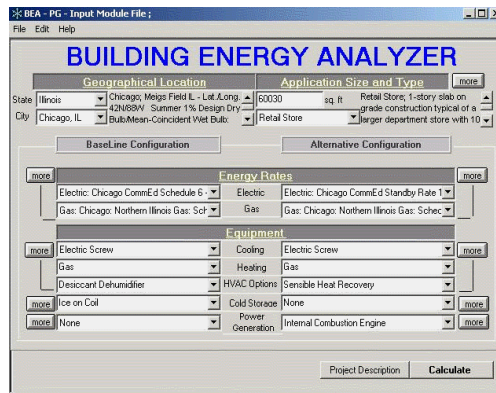 BEA - PG - Input Module File ;
File Edit Help
BUILDING ENERGY ANALYZER
Geographical Location
Application Size and Type
more
State
Illinois
Chicago; Meigs Field IL - Lat./Long.
42N/88W Summer 1% Design Dry
Bulb/Mean-Coincident Wet Bulb:
60030
sq. ft
Retail Store; 1-story slab on
grade construction typical of a
larger department store with 10
City
Chicago, IL
Retail Store
BaseLine Configuration
Alternative Configuration
more
Energy Rates
more
Electric: Chicago CommEd Schedule 6 -
Electric
Electric: Chicago CommEd Standby Rate 1
Gas: Chicago: Northern Illinois Gas: Sch
Gas
Gas: Chicago: Northern Illinois Gas: Sched
Equipment
more
Electric Screw
Cooling
Electric Screw
more
Gas
Heating
Gas
Desiccant Dehumidifier
HVAC Options
Sensible Heat Recovery
more
Ice on Coil
Cold Storage
None
more
more
None
Power
Generation
Internal Combustion Engine
more
Project Description
Calculate